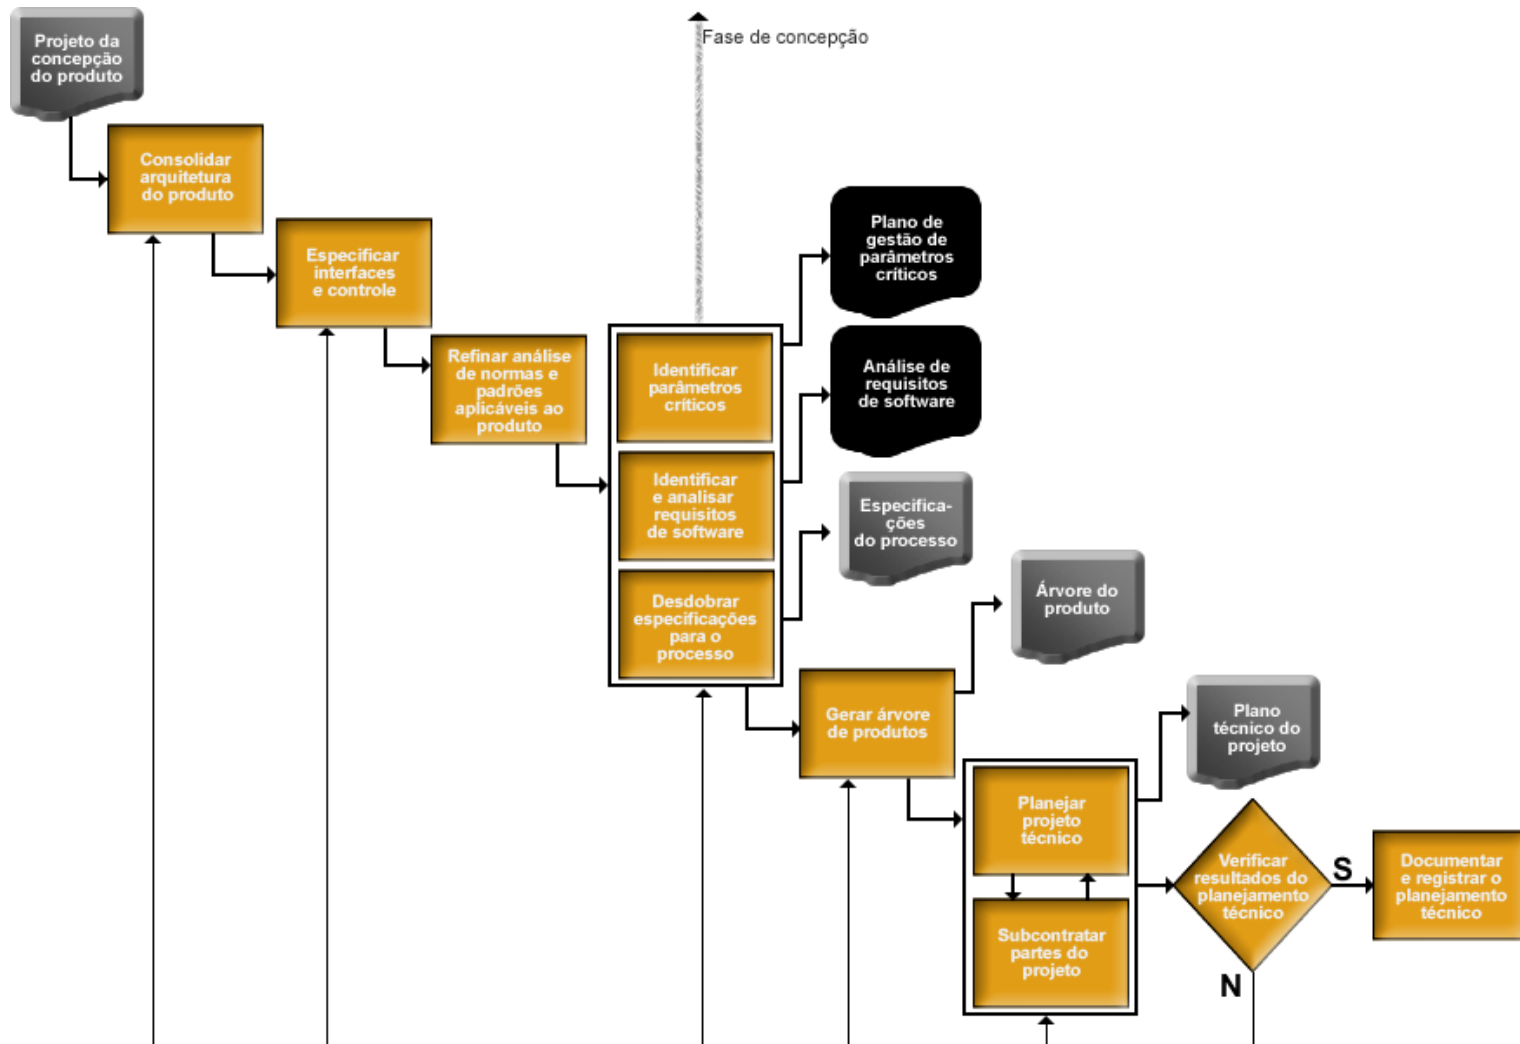 Projeto da
concepção
do produto
Fase de concepção
Consolidar
arquitetura
do produto
Especificar
interfaces
e controle
Refinar análise
de normas e
padrões
aplicáveis ao
produto
Identificar
parâmetros
críticos
Identificar
e analisar
requisitos
de software
Desdobrar
especificações
para o
processo
Plano de
gestão de
parâmetros
críticos
Análise de
requisitos
de software
Especifica-
ções
do processo
Árvore do
produto
Gerar árvore
de produtos
Plano
técnico do
projeto
Planejar
projeto
técnico
Subcontratar
partes do
projeto
Verificar
resultados do
planejamento
técnico
S
N
Documentar
e registrar o
planejamento
técnico